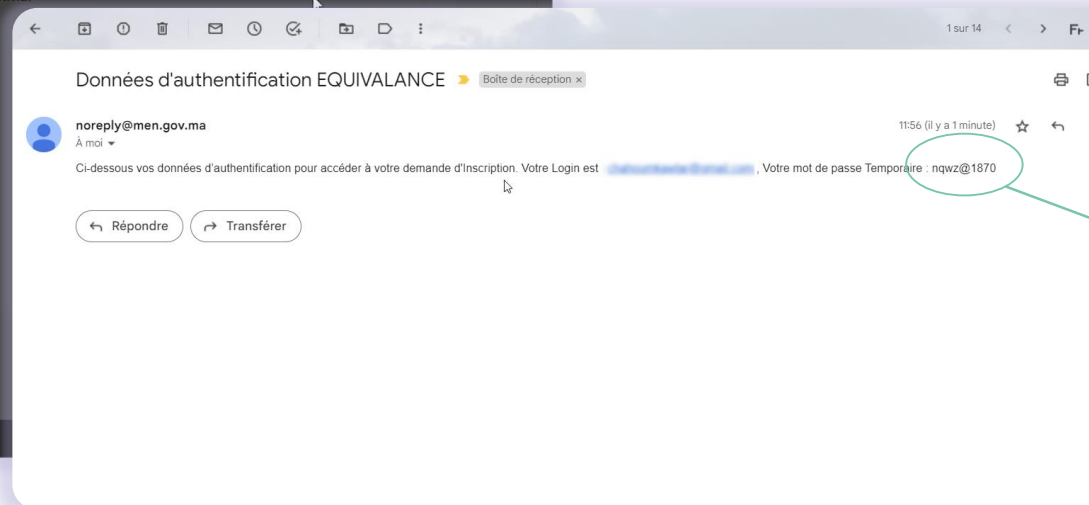 1 sur 14
Données d'authentification EQUIVALANCE Boîte de réception ×
noreply@men.gov.ma 11:56 (il y a 1 minute)
À moi
Ci-dessous vos données d'authentification pour accéder à votre demande d'Inscription. Votre Login est , Votre mot de passe Temporaire : nqwz@1870
Répondre Transférer